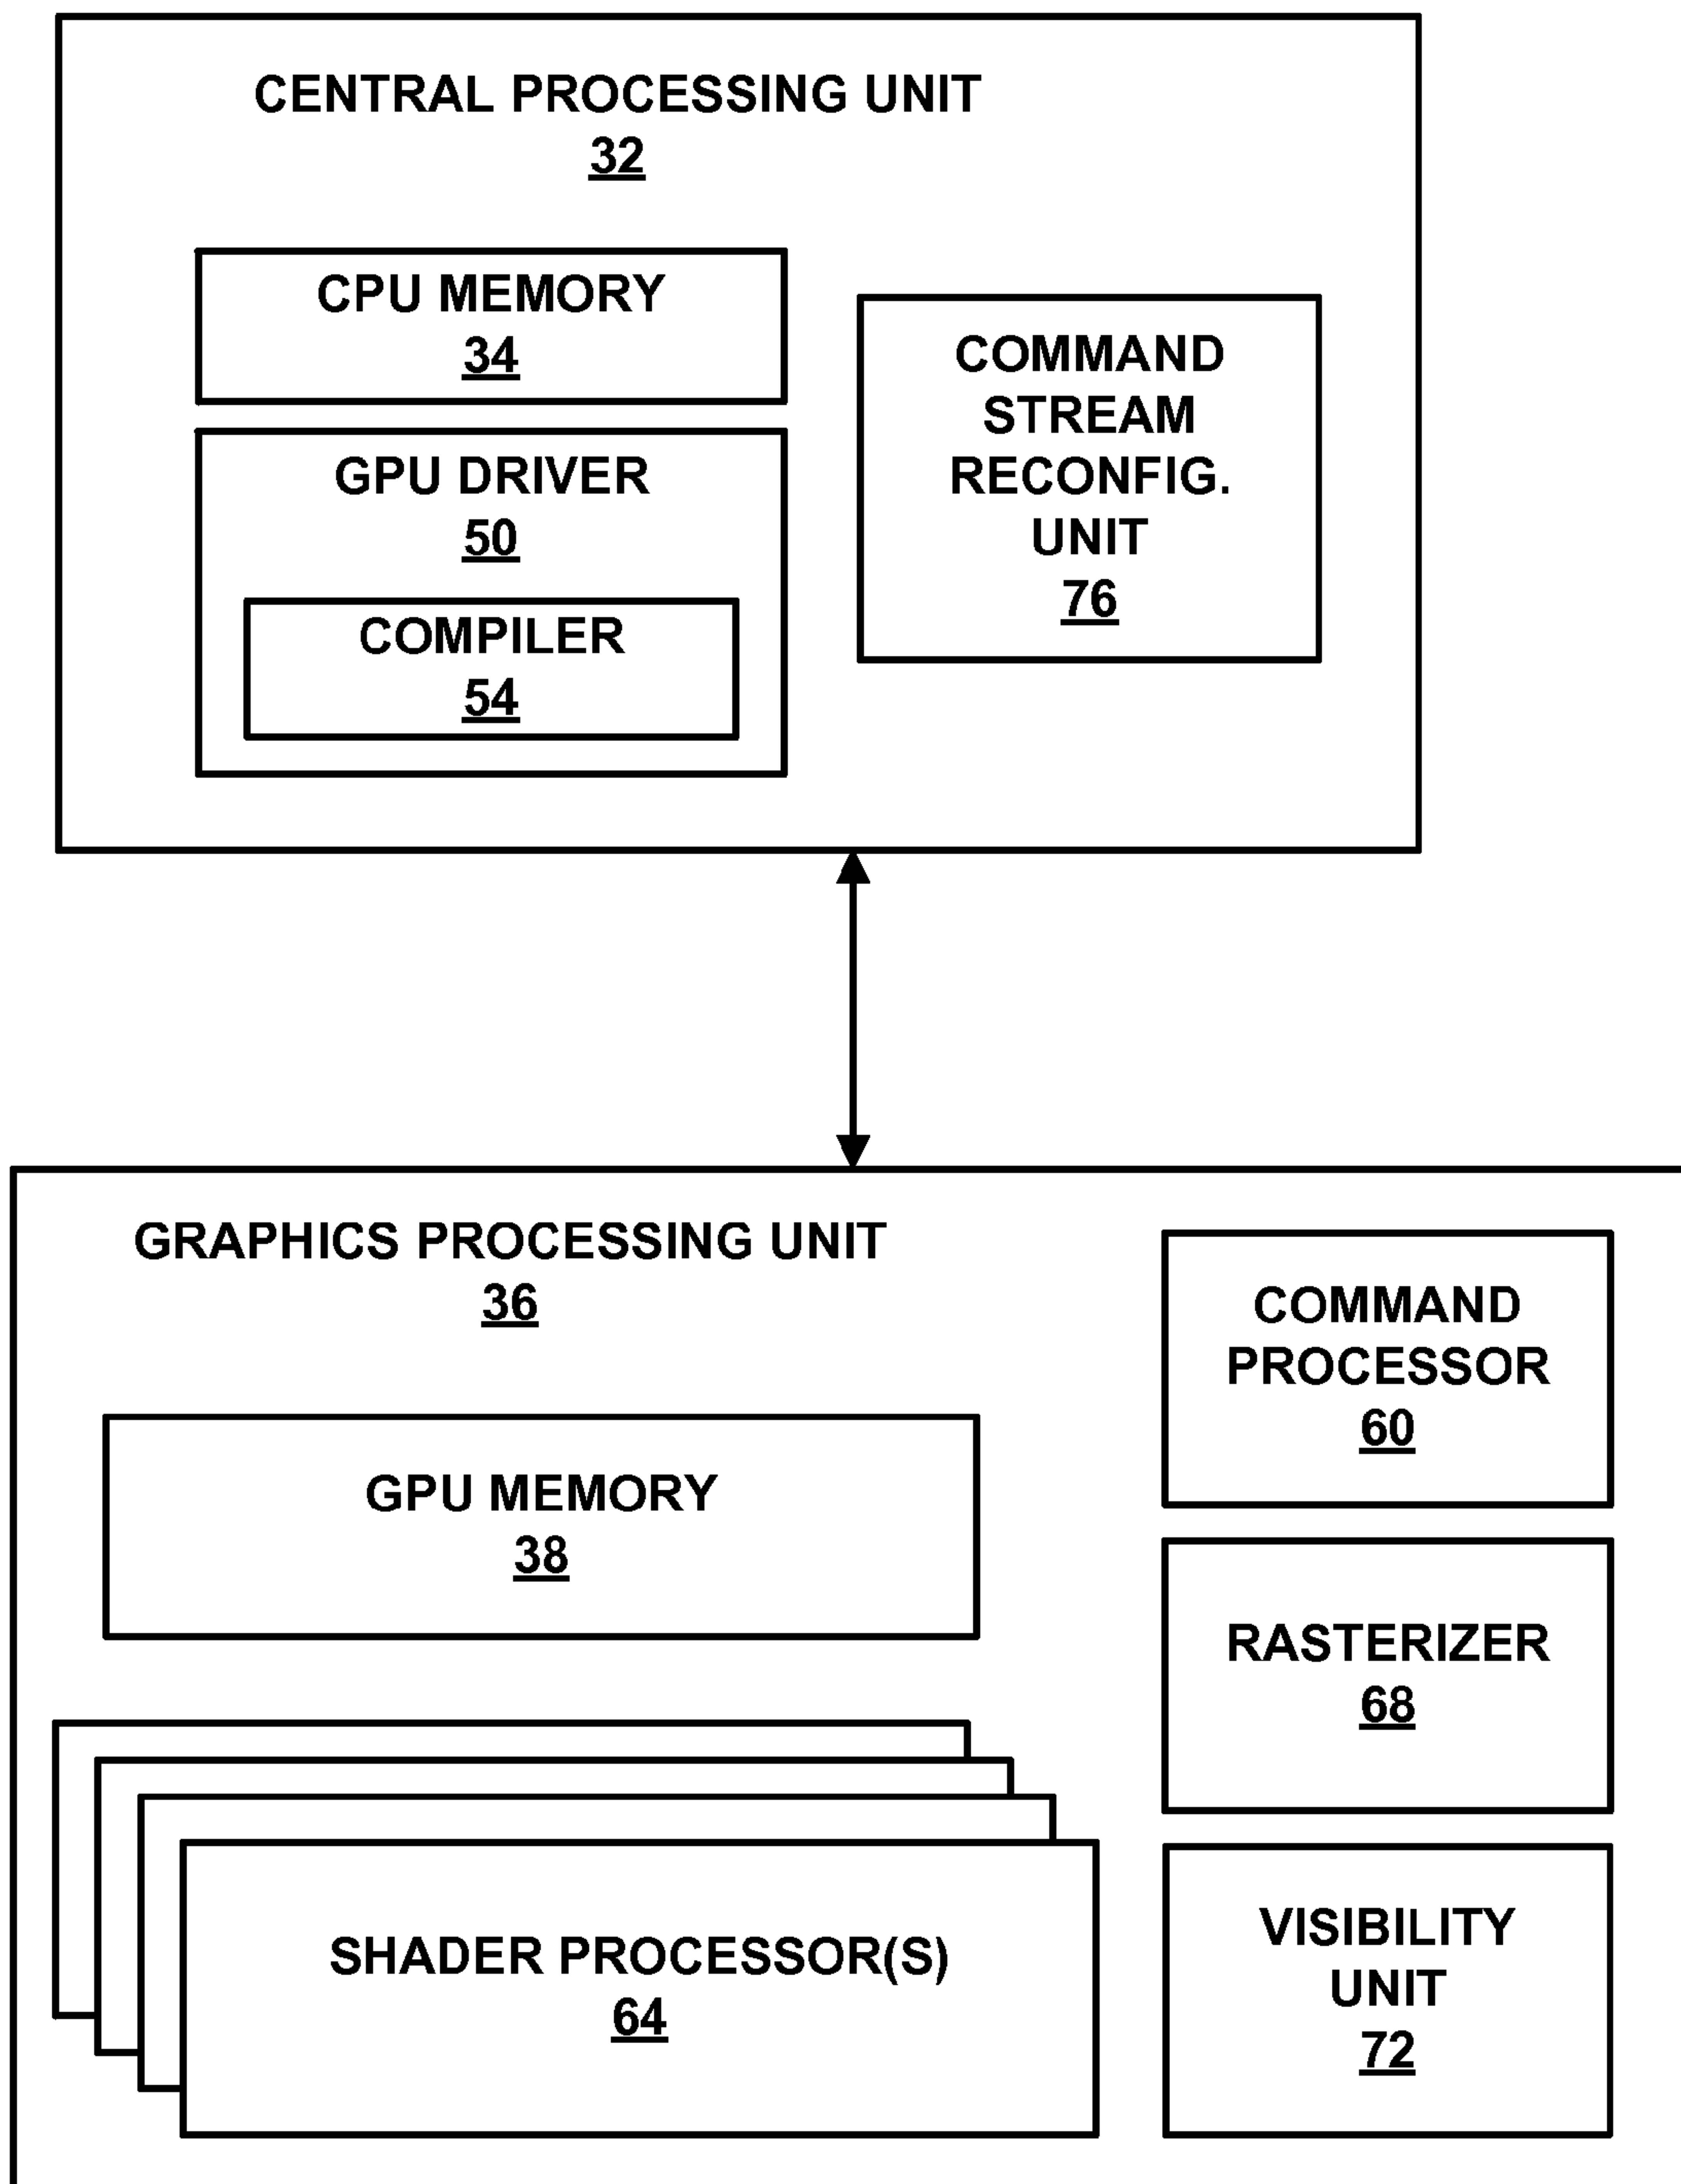 CENTRAL PROCESSING UNIT
32
CPU MEMORY
34
GPU DRIVER
50
COMPILER
54
COMMAND
STREAM
RECONFIG.
UNIT
76
GRAPHICS PROCESSING UNIT
36
GPU MEMORY
38
SHADER PROCESSOR(S)
64
COMMAND
PROCESSOR
60
RASTERIZER
68
VISIBILITY
UNIT
72